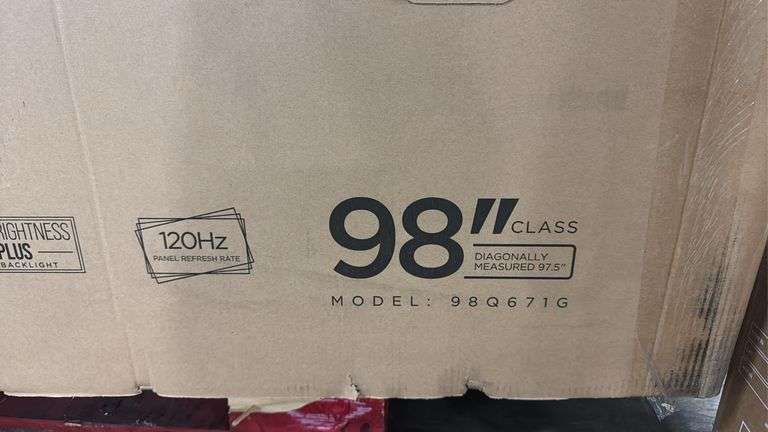 PLUS
BACKLIGHT
120Hz
PANEL REFRESH RATE
98" CLASS
DIAGONALLY
MEASURED 97.5"
MODEL: 98Q671G